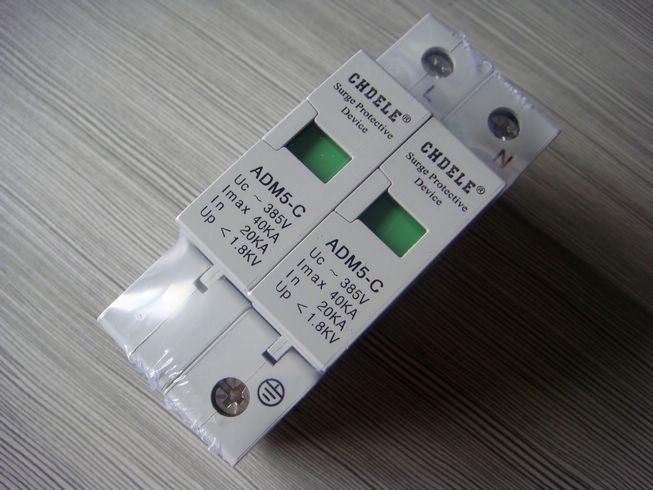 L
N
CHDELE®
Surge Protective
Device
ADM5-C
Uc ~ 385V
Imax 40KA
In 20KA
Up < 1.8KV
CHDELE®
Surge Protective
Device
ADM5-C
Uc ~ 385V
Imax 40KA
In 20KA
Up < 1.8KV